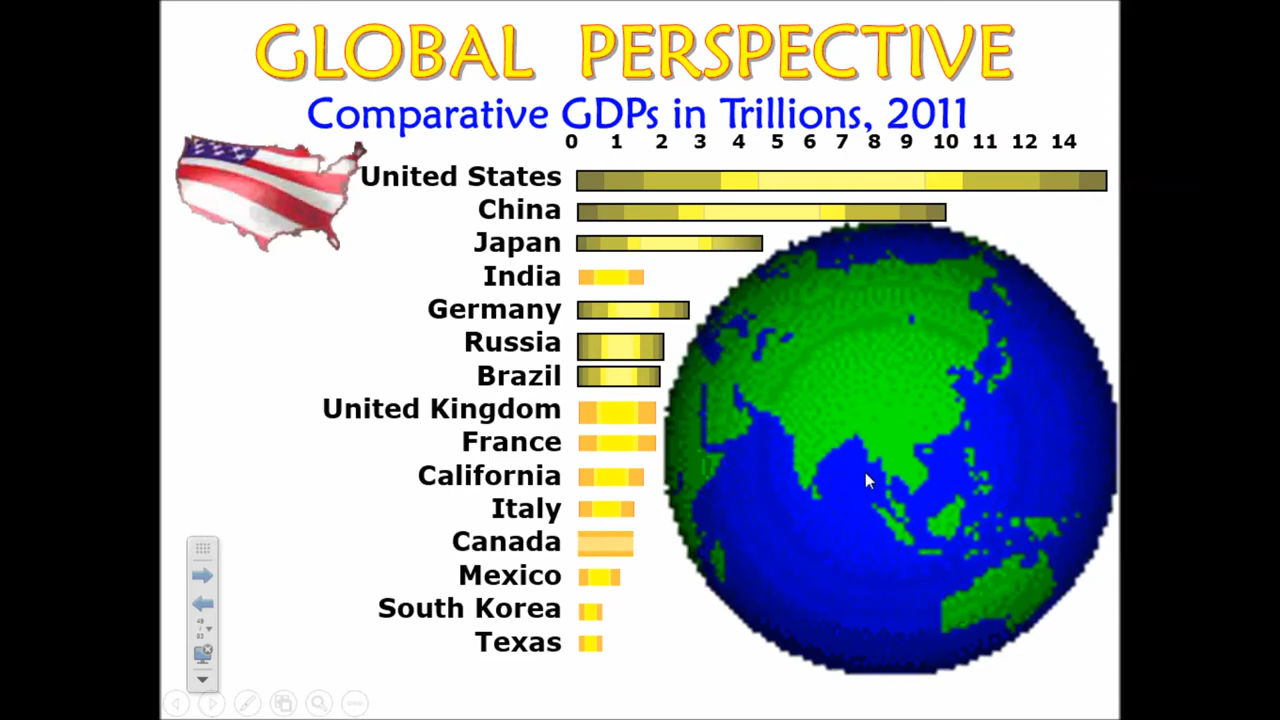 GLOBAL PERSPECTIVE
Comparative GDPs in Trillions, 2011
0 1 2 3 4 5 6 7 8 9 10 11 12 14
United States
China
Japan
India
Germany
Russia
Brazil
United Kingdom
France
California
Italy
Canada
Mexico
South Korea
Texas